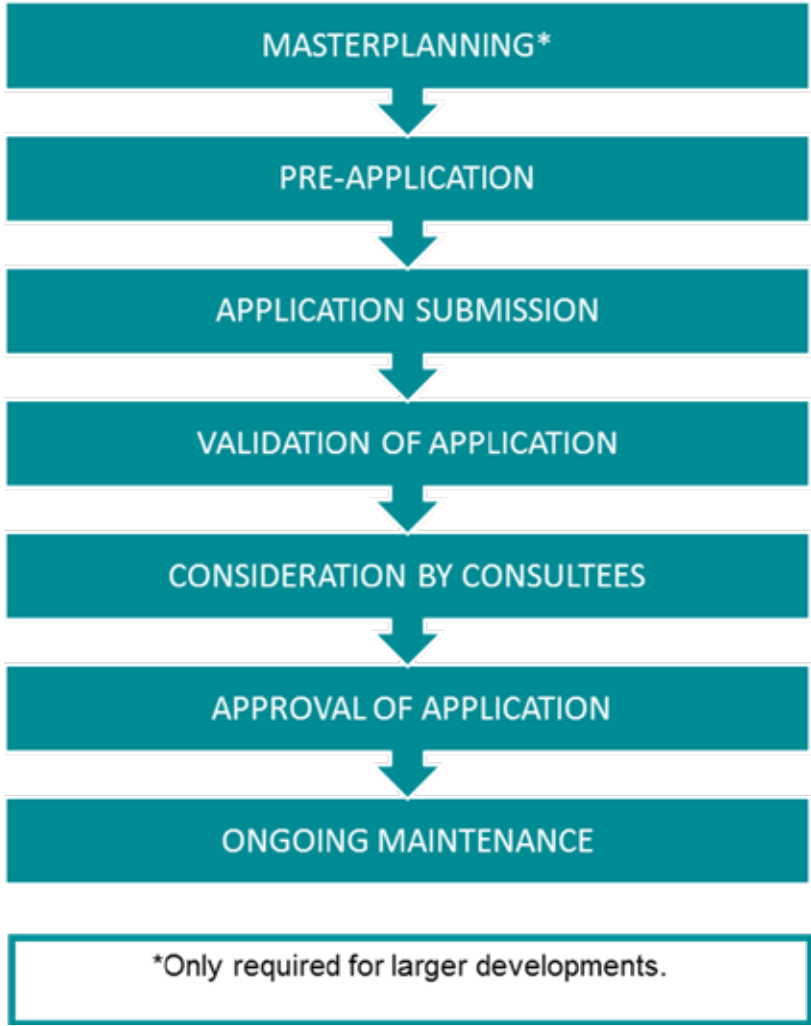 MASTERPLANNING*
PRE-APPLICATION
APPLICATION SUBMISSION
VALIDATION OF APPLICATION
CONSIDERATION BY CONSULTEES
APPROVAL OF APPLICATION
ONGOING MAINTENANCE
*Only required for larger developments.